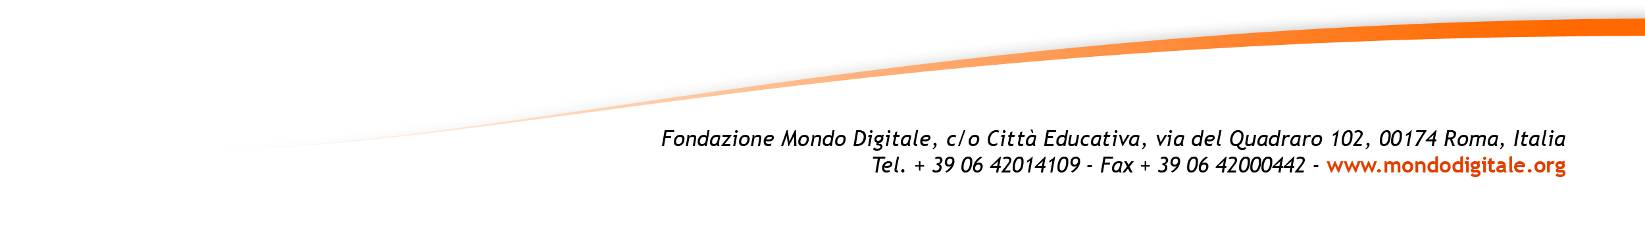 Fondazione Mondo Digitale, c/o Città Educativa, via del Quadraro 102, 00174 Roma, Italia
Tel. + 39 06 42014109 - Fax + 39 06 42000442 - www.mondodigitale.org